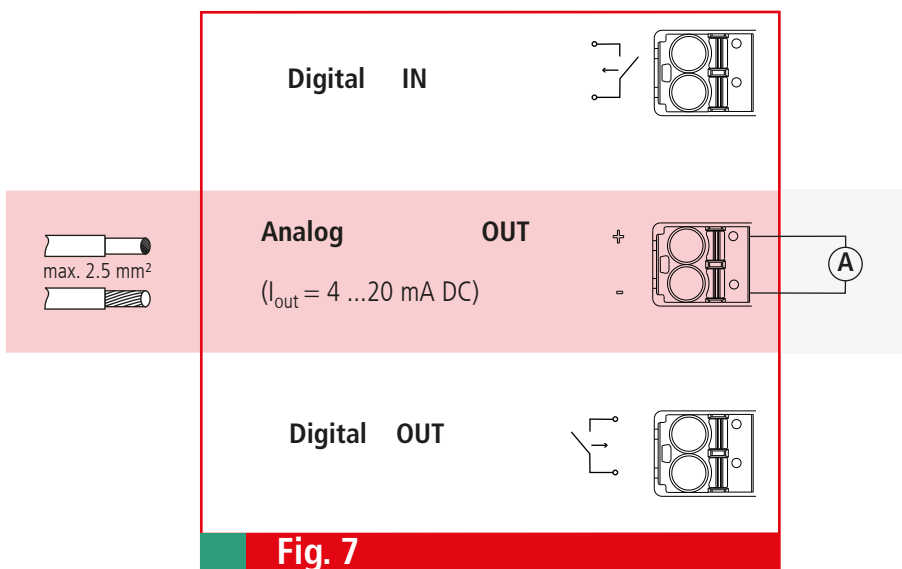 Digital IN
Analog OUT
+
max. 2.5 mm²
A
(Iout = 4 ...20 mA DC)
-
Digital OUT
Fig. 7